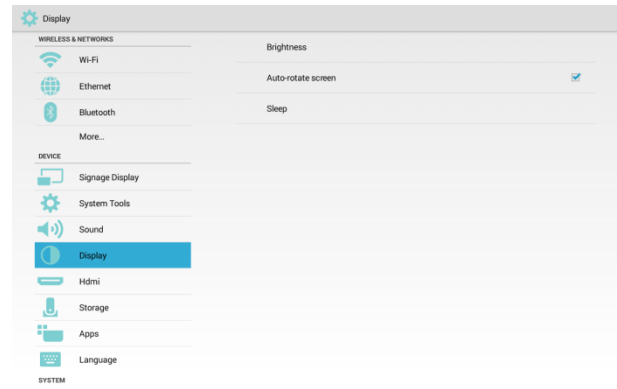 Display
WIRELESS & NETWORKS
Wi-Fi
Ethernet
Bluetooth
More...
DEVICE
Signage Display
System Tools
Sound
Display
Hdmi
Storage
Apps
Language
SYSTEM
Brightness
Auto-rotate screen
Sleep